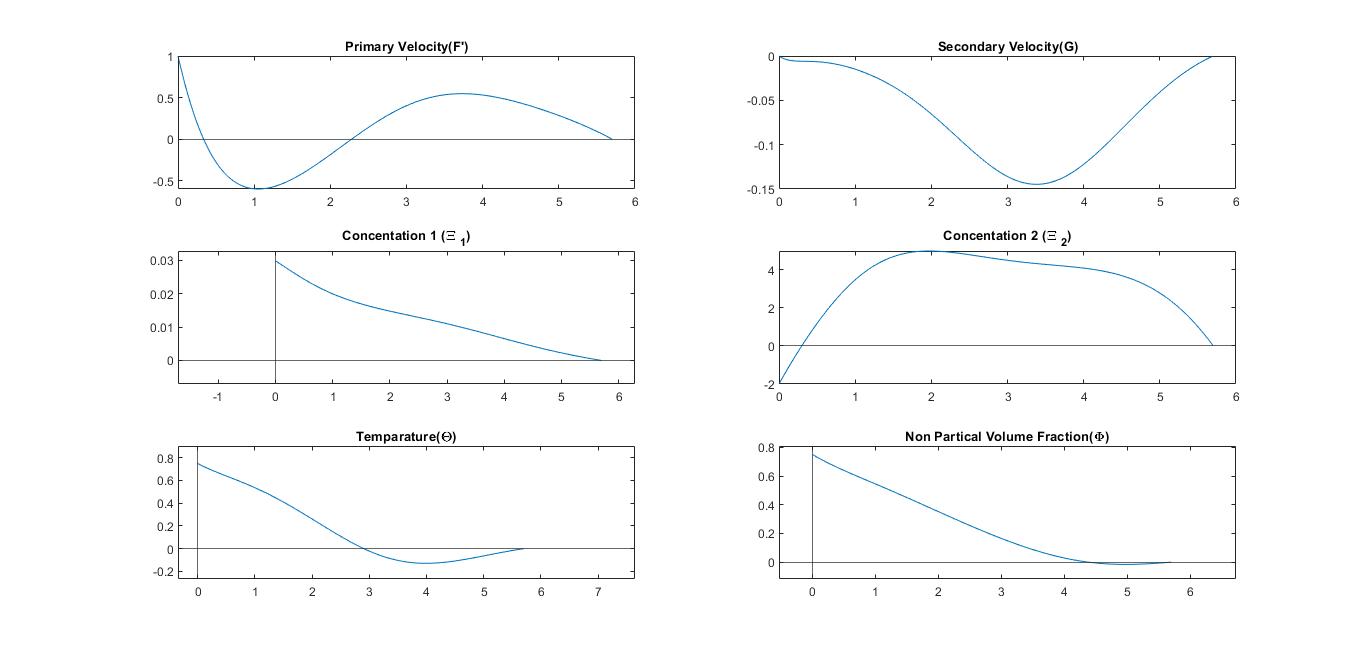 Primary Velocity(F')
1
0.5
0
-0.5
0 1 2 3 4 5 6
Secondary Velocity(G)
0
-0.05
-0.1
-0.15
0 1 2 3 4 5 6
Concentation 1 (Ξ 1)
0.03
0.02
0.01
0
-1 0 1 2 3 4 5 6
Concentation 2 (Ξ 2)
4
2
0
-2
0 1 2 3 4 5 6
Temparature(Θ)
0.8
0.6
0.4
0.2
0
-0.2
0 1 2 3 4 5 6 7
Non Partical Volume Fraction(Φ)
0.8
0.6
0.4
0.2
0
0 1 2 3 4 5 6